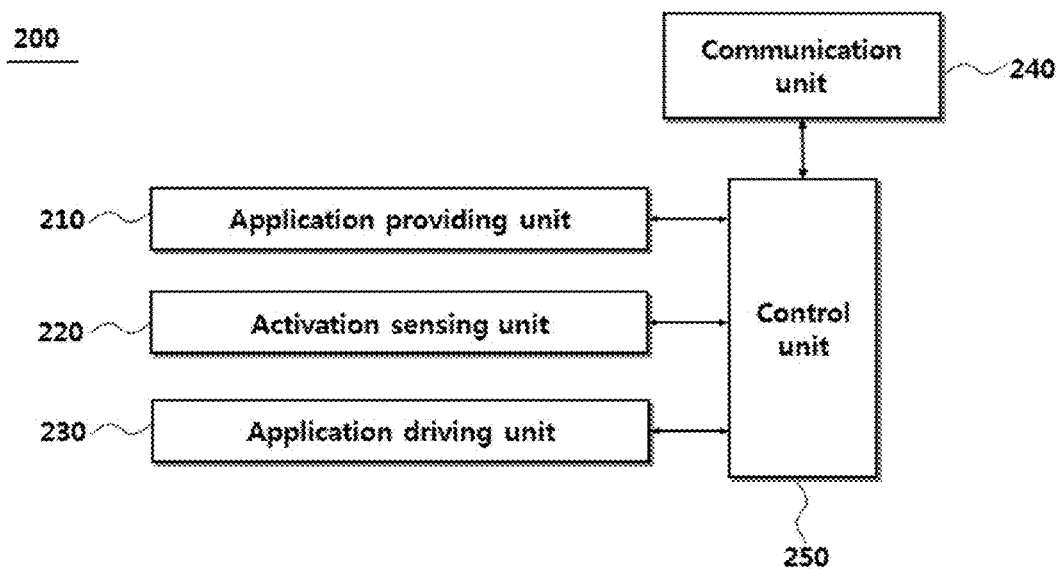 200
Communication
unit
240
210
Application providing unit
220
Activation sensing unit
Control
unit
230
Application driving unit
250